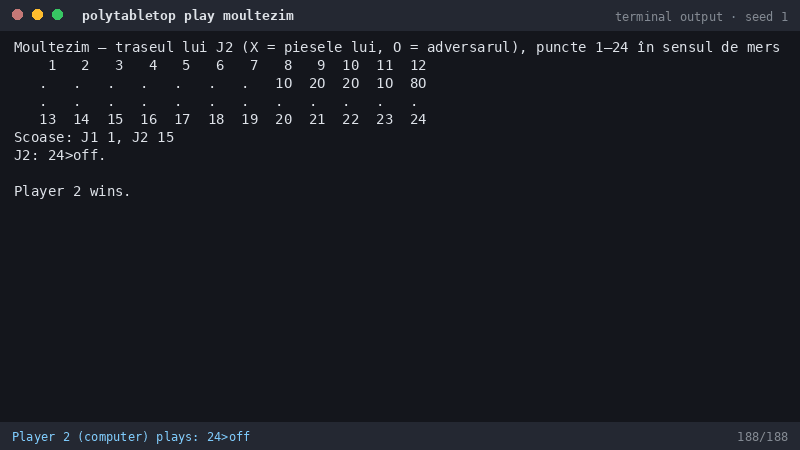 polytabletop play moultezim
terminal output · seed 1
Moultezim — traseul lui J2 (X = piesele lui, O = adversarul), puncte 1–24 în sensul de mers
1 2 3 4 5 6 7 8 9 10 11 12
. . . . . . . 1O 2O 2O 1O 8O
. . . . . . . . . . . .
13 14 15 16 17 18 19 20 21 22 23 24
Scoase: J1 1, J2 15
J2: 24>off.
Player 2 wins.
Player 2 (computer) plays: 24>off
188/188